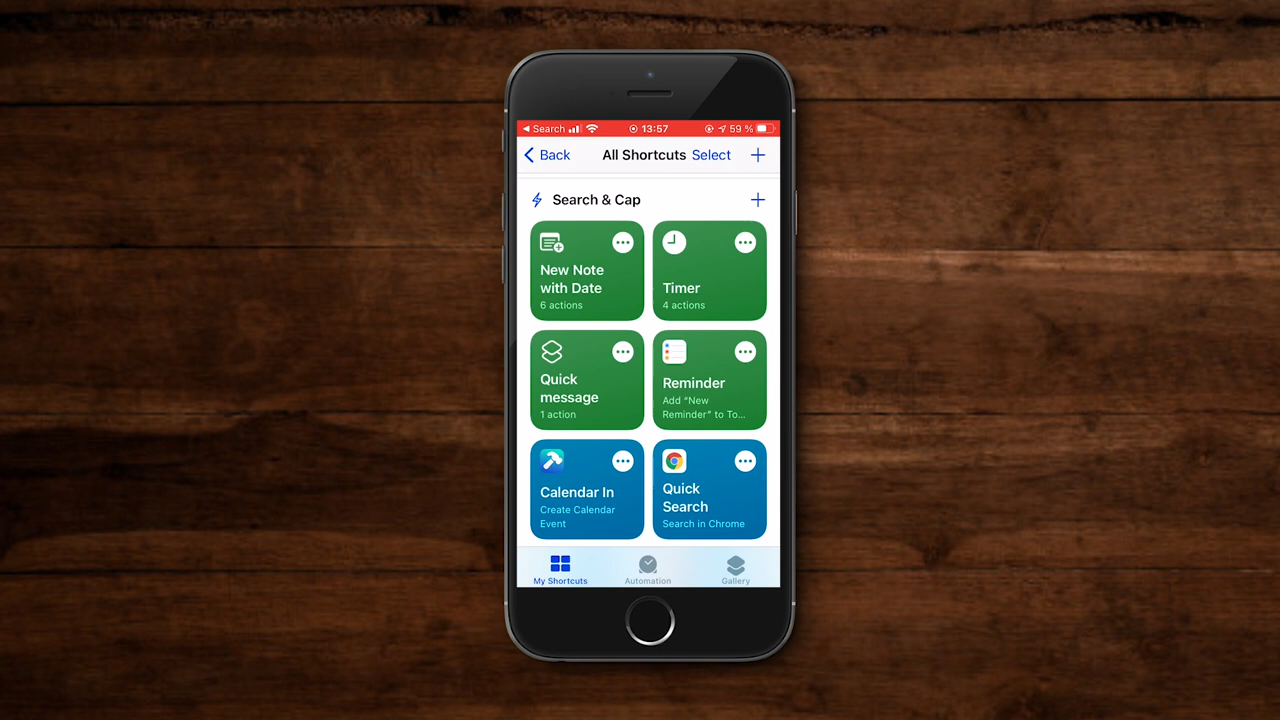 Search 13:57 59 %
Back All Shortcuts Select
Search & Cap
New Note
with Date
6 actions
Timer
4 actions
Quick
message
1 action
Reminder
Add “New
Reminder” to To...
Calendar In
Create Calendar
Event
Quick
Search
Search in Chrome
My Shortcuts Automation Gallery